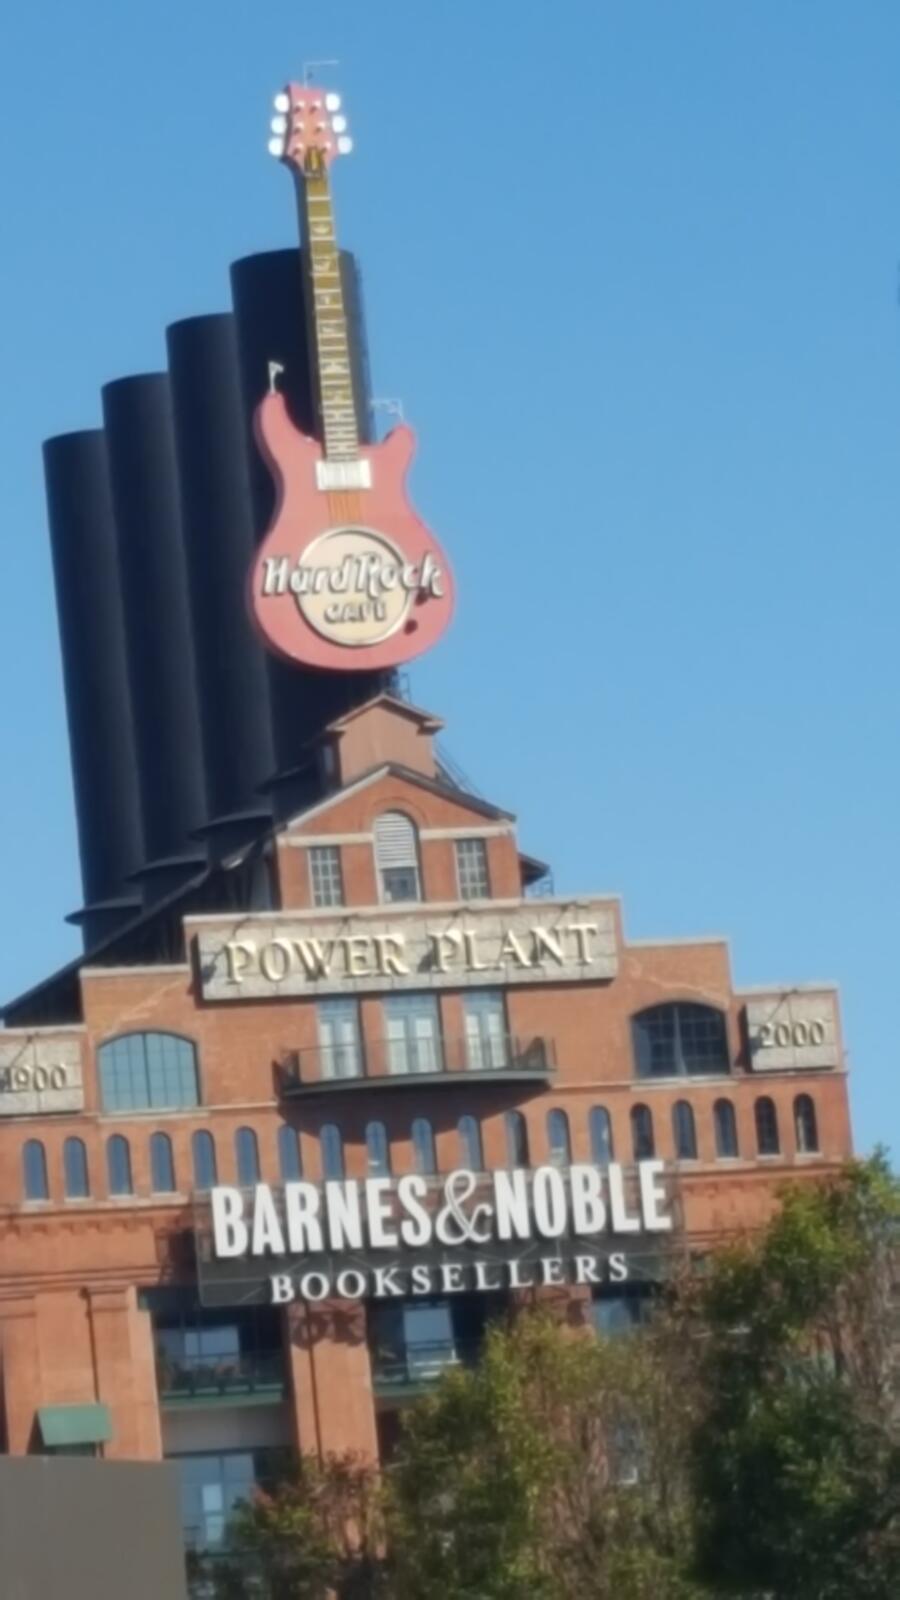 Hard Rock
CAFE
POWER PLANT
1900
2000
BARNES & NOBLE
BOOKSELLERS